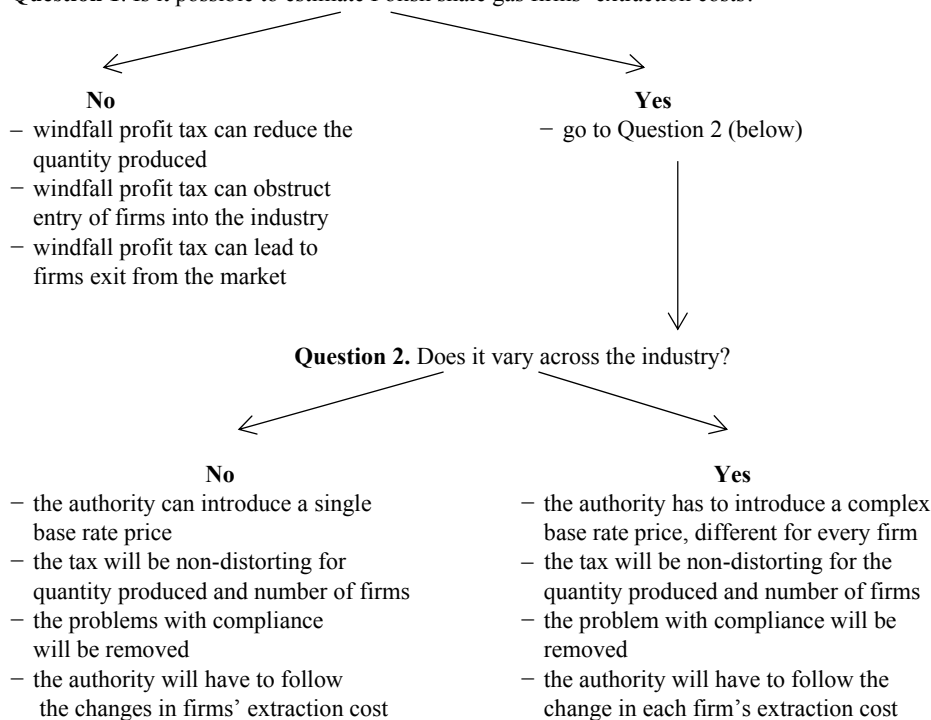 Question 1. Is it possible to estimate Polish shale gas firms' extraction costs?
No
– windfall profit tax can reduce the
quantity produced
− windfall profit tax can obstruct
entry of firms into the industry
− windfall profit tax can lead to
firms exit from the market
Yes
− go to Question 2 (below)
Question 2. Does it vary across the industry?
No
− the authority can introduce a single
base rate price
− the tax will be non-distorting for
quantity produced and number of firms
− the problems with compliance
will be removed
− the authority will have to follow
the changes in firms' extraction cost
Yes
− the authority has to introduce a complex
base rate price, different for every firm
– the tax will be non-distorting for the
quantity produced and number of firms
− the problem with compliance will be
removed
− the authority will have to follow the
change in each firm's extraction cost